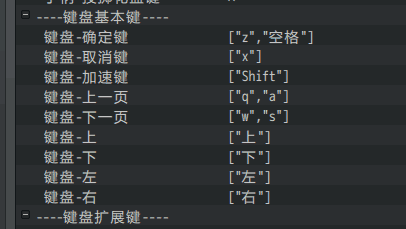 ----键盘基本键----
键盘-确定键 ["z","空格"]
键盘-取消键 ["x"]
键盘-加速键 ["Shift"]
键盘-上一页 ["q","a"]
键盘-下一页 ["w","s"]
键盘-上 ["上"]
键盘-下 ["下"]
键盘-左 ["左"]
键盘-右 ["右"]
----键盘扩展键----